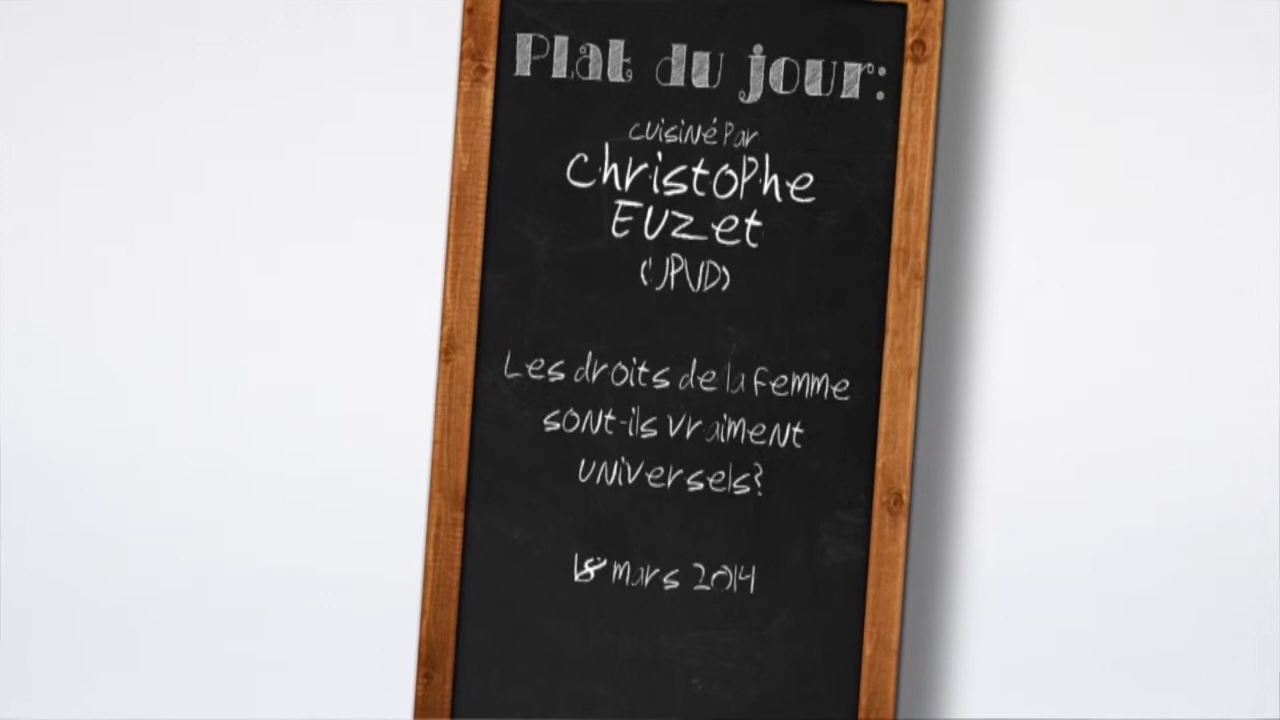 Plat du jour:
cuisiné Par
Christophe
Euzet
(UPVD)
Les droits de la femme
sont-ils vraiment
universels?
18 mars 2014